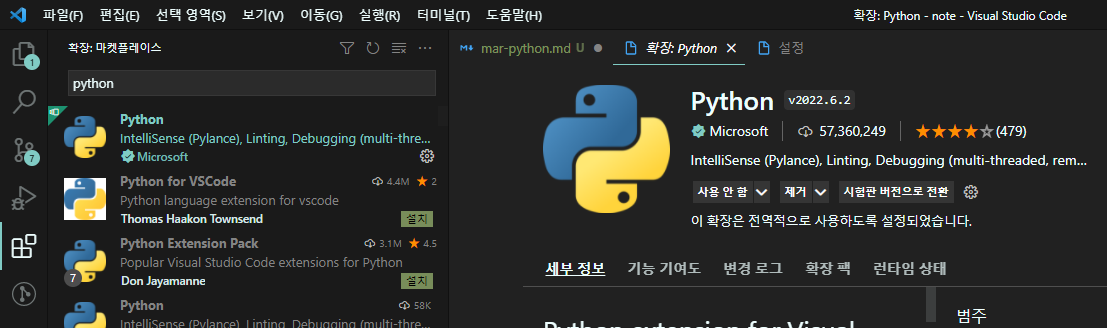 파일(F) 편집(E) 선택 영역(S) 보기(V) 이동(G) 실행(R) 터미널(T) 도움말(H) 확장: Python - note - Visual Studio Code
확장: 마켓플레이스
python
Python
IntelliSense (Pylance), Linting, Debugging (multi-thre...
Microsoft
Python for VSCode 4.4M 2
Python language extension for vscode
Thomas Haakon Townsend 설치
Python Extension Pack 3.1M 4.5
Popular Visual Studio Code extensions for Python
Don Jayamanne 설치
Python 58K
IntelliSense (Pylance), Linting, Debugging (multi-thre...
1
7
7
mar-python.md U 확장: Python 설정
Python v2022.6.2
Microsoft 57,360,249 (479)
IntelliSense (Pylance), Linting, Debugging (multi-threaded, rem...
사용 안 함 제거 시험판 버전으로 전환
이 확장은 전역적으로 사용하도록 설정되었습니다.
세부 정보 기능 기여도 변경 로그 확장 팩 런타임 상태
Python extension for Visual
범주